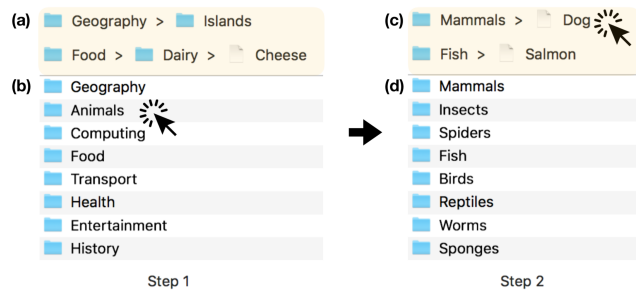 (a) Geography > Islands
Food > Dairy > Cheese
(b) Geography
Animals
Computing
Food
Transport
Health
Entertainment
History
Step 1
(c) Mammals > Dog
Fish > Salmon
(d) Mammals
Insects
Spiders
Fish
Birds
Reptiles
Worms
Sponges
Step 2